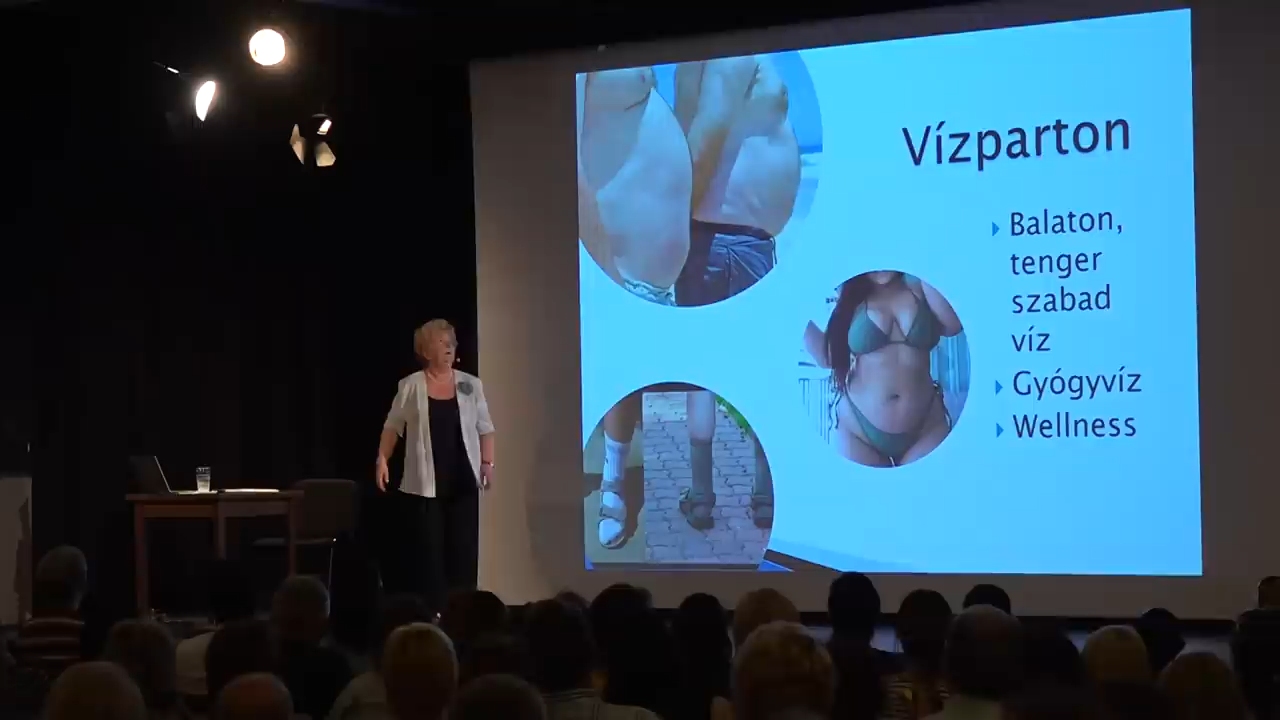 Vízparton
Balaton,
tenger
szabad
víz
Gyógyvíz
Wellness